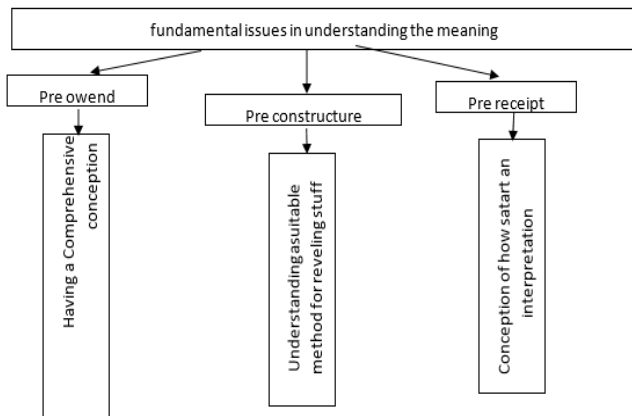 fundamental issues in understanding the meaning
Pre owend
Pre constructure
Pre receipt
Having a Comprehensive
conception
Understanding asuitable
method for reveling stuff
Conception of how satart an
interpretation